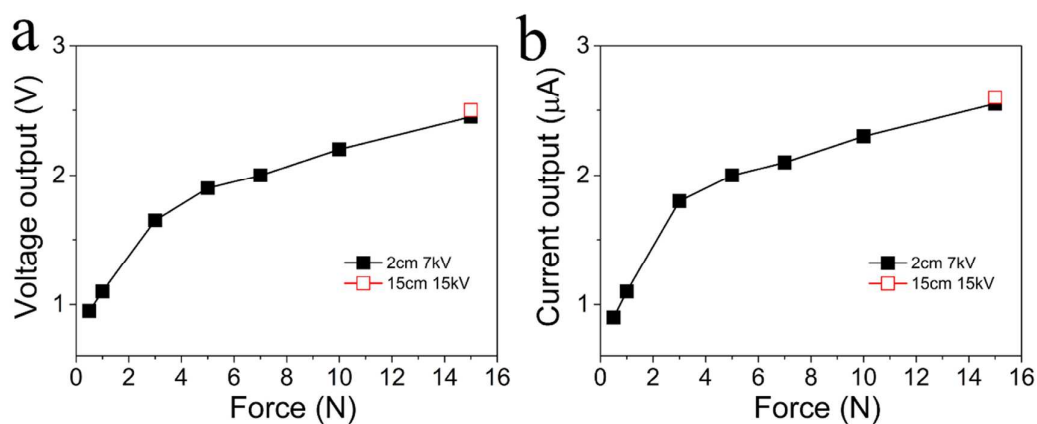 a
3
2
1
Voltage output (V)
2cm 7kV
15cm 15kV
0 2 4 6 8 10 12 14 16
Force (N)
b
3
2
1
Current output (μA)
2cm 7kV
15cm 15kV
0 2 4 6 8 10 12 14 16
Force (N)